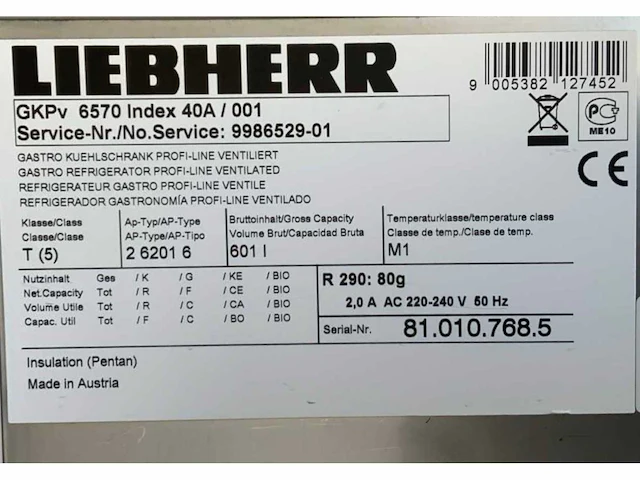 LIEBHERR
9 005382 127452
GKPv 6570 Index 40A / 001
Service-Nr./No.Service: 9986529-01
PC
ME10
CE
GASTRO KUEHLSCHRANK PROFI-LINE VENTILIERT
GASTRO REFRIGERATOR PROFI-LINE VENTILATED
REFRIGERATEUR GASTRO PROFI-LINE VENTILE
REFRIGERADOR GASTRONOMÍA PROFI-LINE VENTILADO
Klasse/Class Ap-Typ/AP-Type Bruttoinhalt/Gross Capacity Temperaturklasse/temperature class
Classe/Clase AP-Type/AP-Tipo Volume Brut/Capacidad Bruta Classe de temp./Clase de temp.
T (5) 2 6201 6 601 l M1
Nutzinhalt Ges / K / G / KE / BIO
Net.Capacity Tot / R / F / CE / BIO
Volume Utile Tot / R / C / CA / BIO
Capac. Util Tot / F / C / BO / BIO
R 290: 80g
2,0 A AC 220-240 V 50 Hz
Serial-Nr. 81.010.768.5
Insulation (Pentan)
Made in Austria